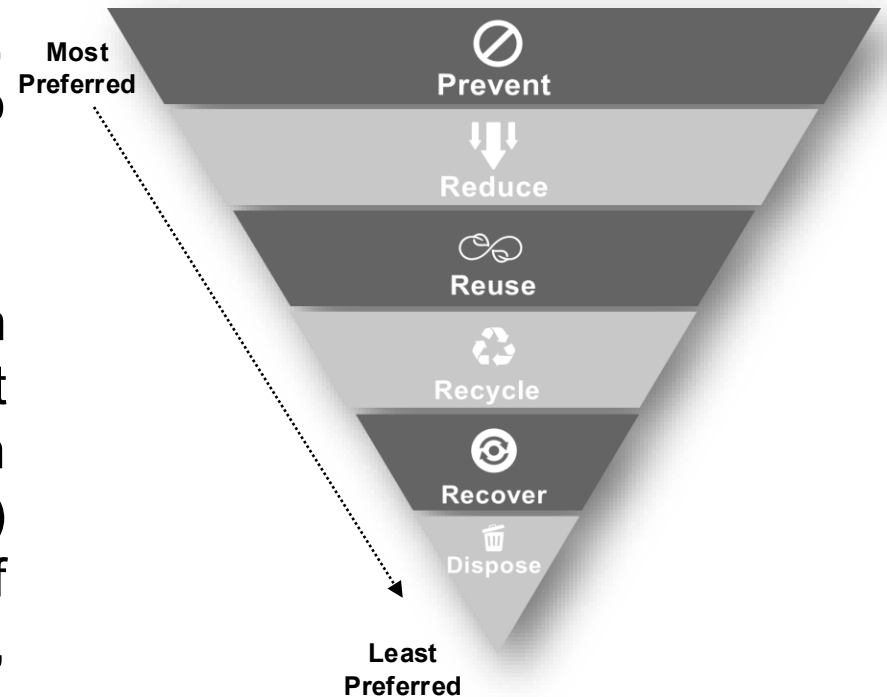 Most
Preferred
Prevent
Reduce
Reuse
Recycle
Recover
Dispose
Least
Preferred
n
t
n
)
f
,